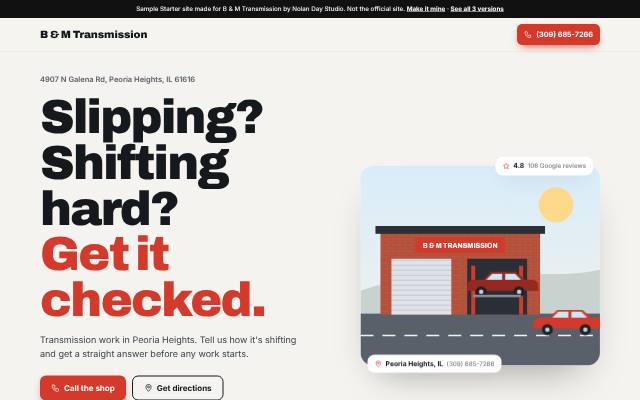 Sample Starter site made for B & M Transmission by Nolan Day Studio. Not the official site. Make it mine · See all 3 versions
B & M Transmission
(309) 685-7266
4907 N Galena Rd, Peoria Heights, IL 61616
Slipping?
Shifting
hard?
Get it
checked.
4.8 108 Google reviews
B & M TRANSMISSION
Peoria Heights, IL (309) 685-7266
Transmission work in Peoria Heights. Tell us how it's shifting
and get a straight answer before any work starts.
Call the shop
Get directions